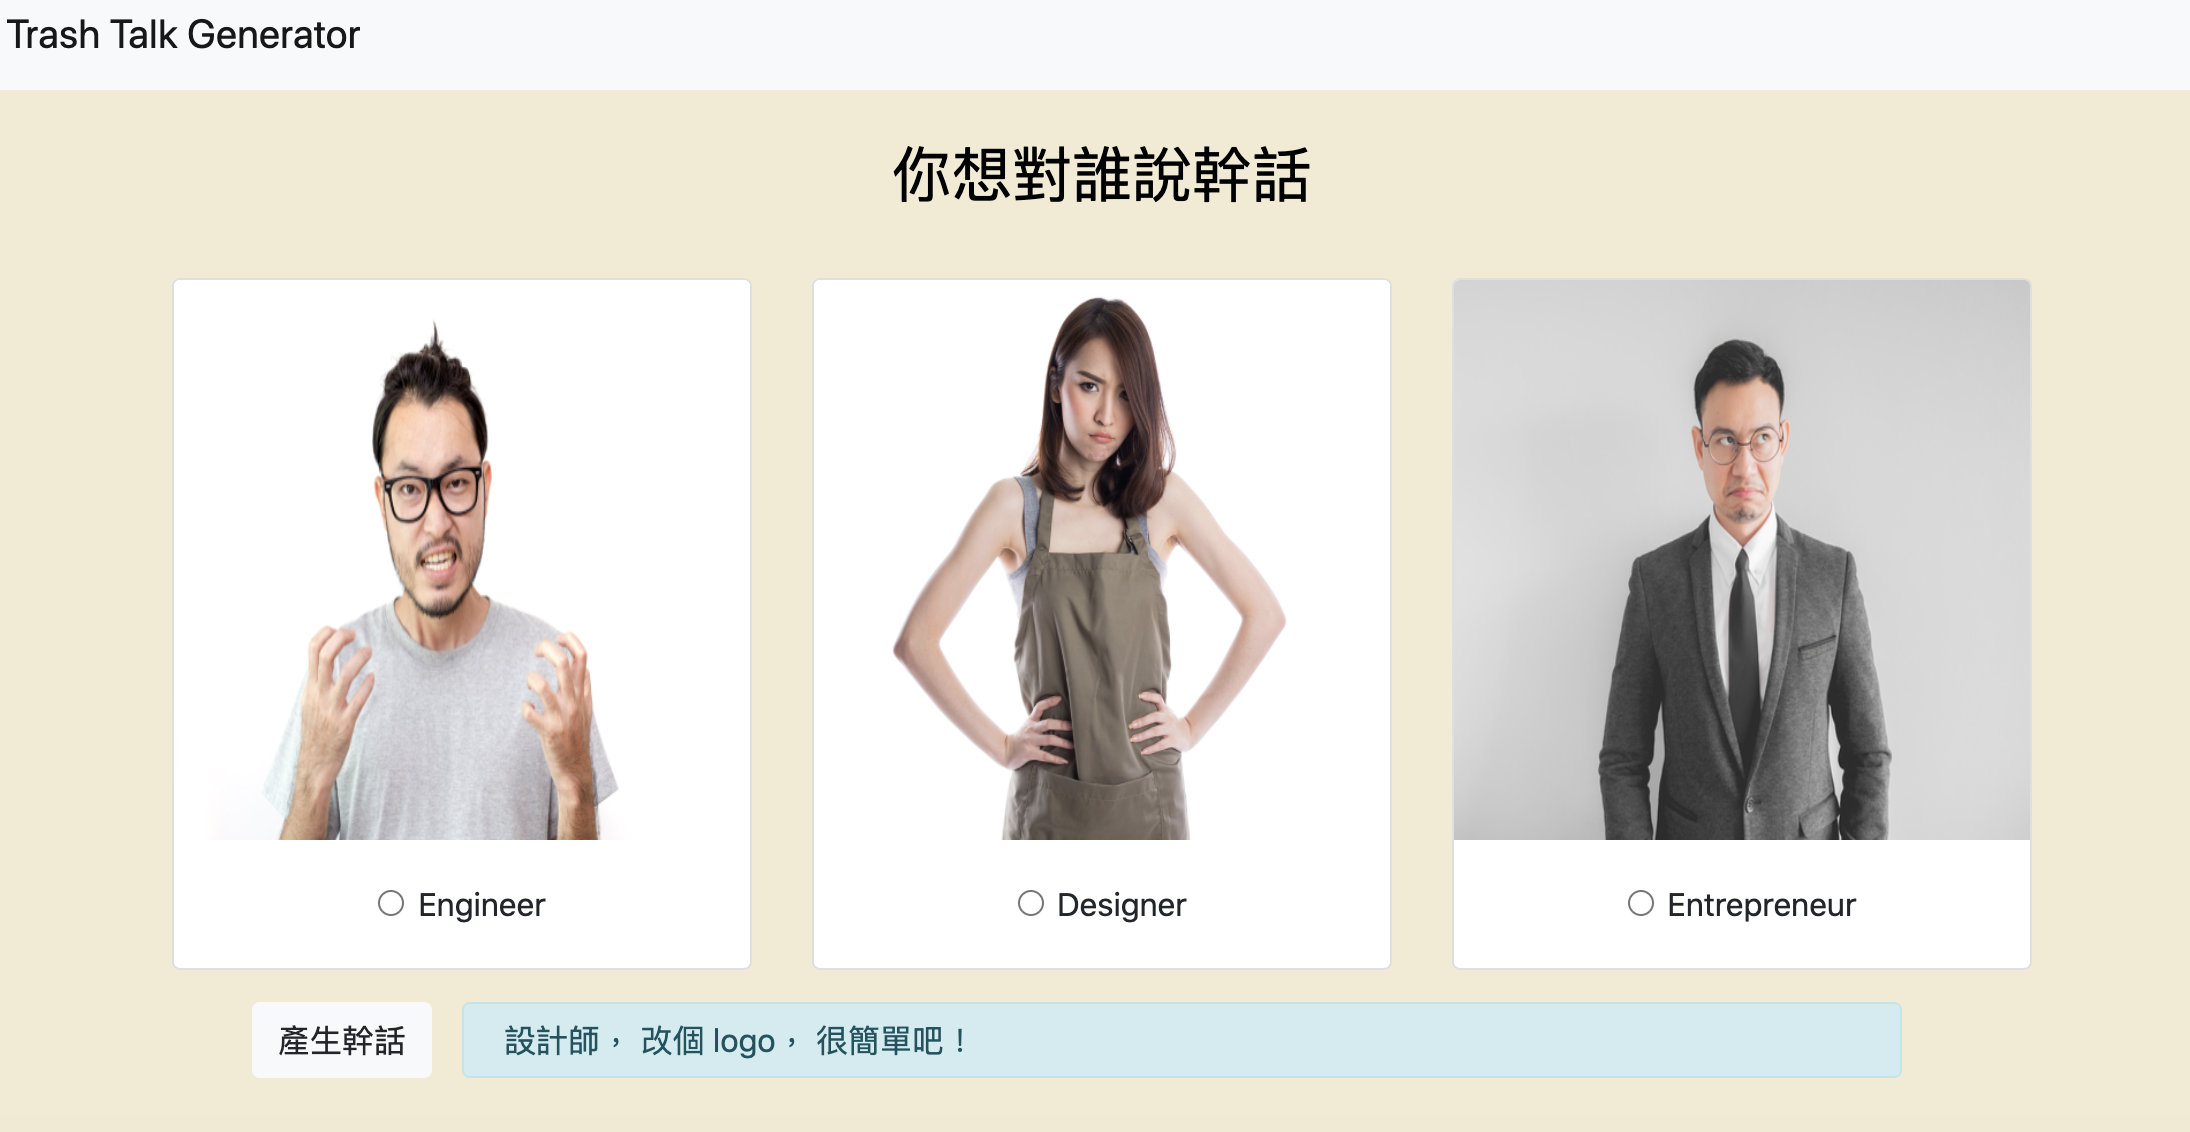 Trash Talk Generator
你想對誰說幹話
Engineer
Designer
Entrepreneur
產生幹話
設計師， 改個 logo， 很簡單吧！